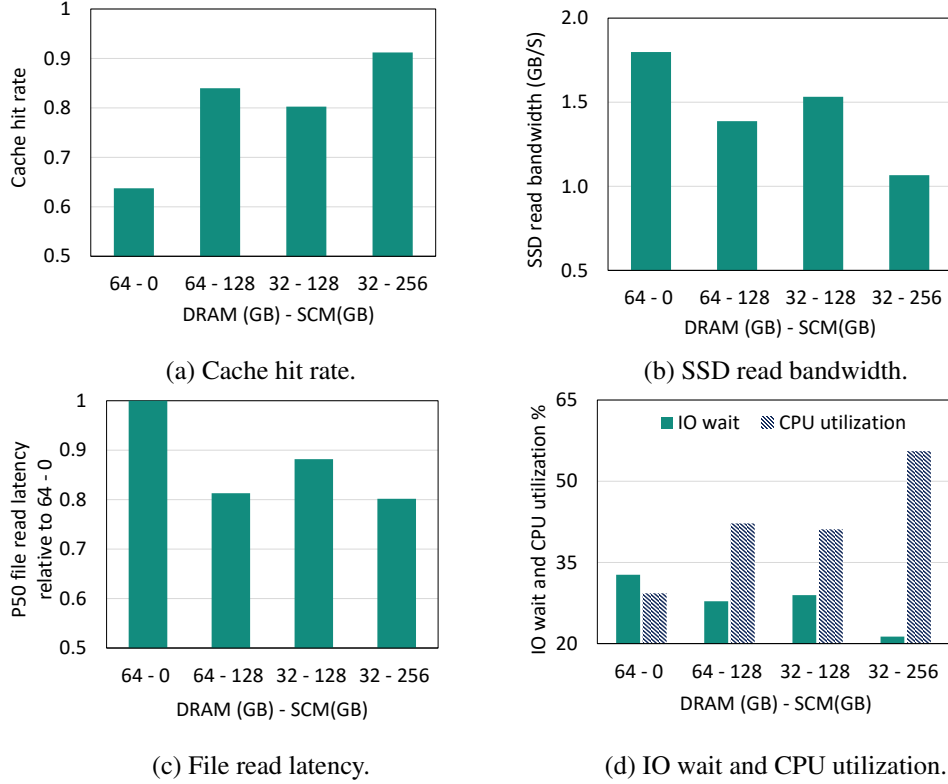 Cache hit rate
1
0.9
0.8
0.7
0.6
0.5
64 - 0 64 - 128 32 - 128 32 - 256
DRAM (GB) - SCM(GB)
(a) Cache hit rate.
SSD read bandwidth (GB/S)
2.0
1.5
1.0
0.5
64 - 0 64 - 128 32 - 128 32 - 256
DRAM (GB) - SCM(GB)
(b) SSD read bandwidth.
P50 file read latency
relative to 64 - 0
1
0.9
0.8
0.7
0.6
0.5
64 - 0 64 - 128 32 - 128 32 - 256
DRAM (GB) - SCM(GB)
(c) File read latency.
IO wait and CPU utilization %
65
50
35
20
IO wait CPU utilization
64 - 0 64 - 128 32 - 128 32 - 256
DRAM (GB) - SCM(GB)
(d) IO wait and CPU utilization.